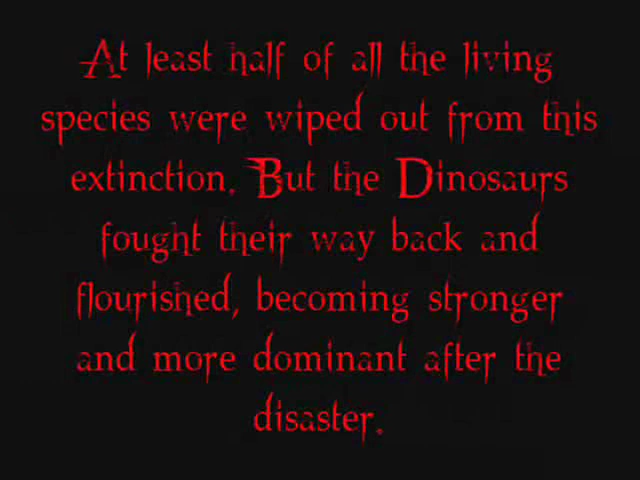 At least half of all the living
species were wiped out from this
extinction. But the Dinosaurs
fought their way back and
flourished, becoming stronger
and more dominant after the
disaster.